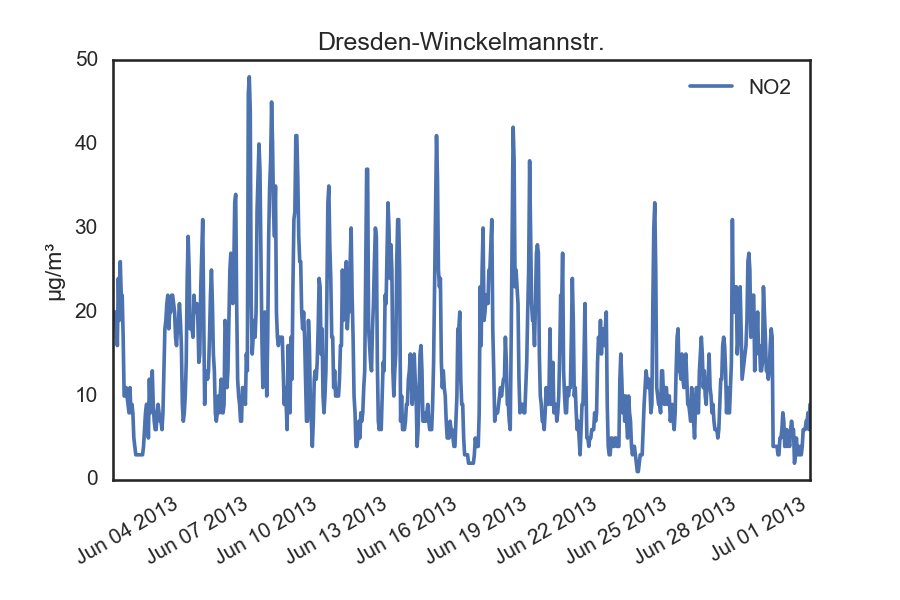 Dresden-Winckelmannstr.
50
40
30
20
10
0
µg/m³
NO2
Jun 04 2013
Jun 07 2013
Jun 10 2013
Jun 13 2013
Jun 16 2013
Jun 19 2013
Jun 22 2013
Jun 25 2013
Jun 28 2013
Jul 01 2013